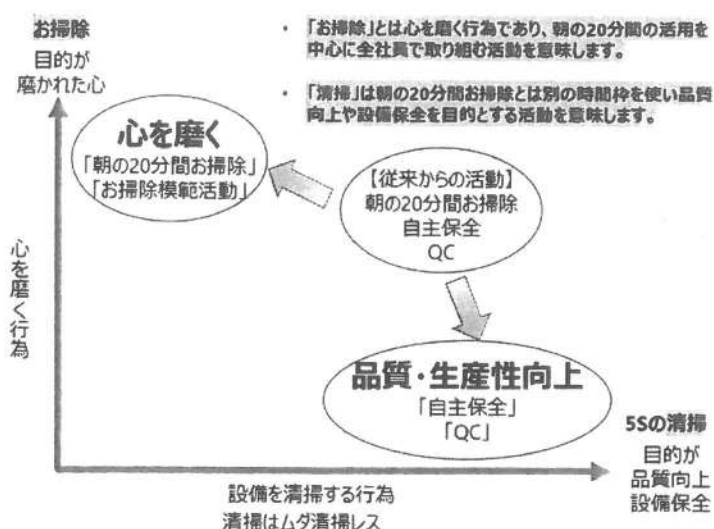 お掃除
目的が
磨かれた心
・「お掃除」とは心を磨く行為であり、朝の20分間の活用を
中心に全社員で取り組む活動を意味します。
・「清掃」は朝の20分間お掃除とは別の時間枠を使い品質
向上や設備保全を目的とする活動を意味します。
心を磨く
「朝の20分間お掃除」
「お掃除模範活動」
【従来からの活動】
朝の20分間お掃除
自主保全
QC
心を磨く行為
品質・生産性向上
「自主保全」
「QC」
5Sの清掃
目的が
品質向上
設備保全
設備を清掃する行為
清掃はムダ清掃レス